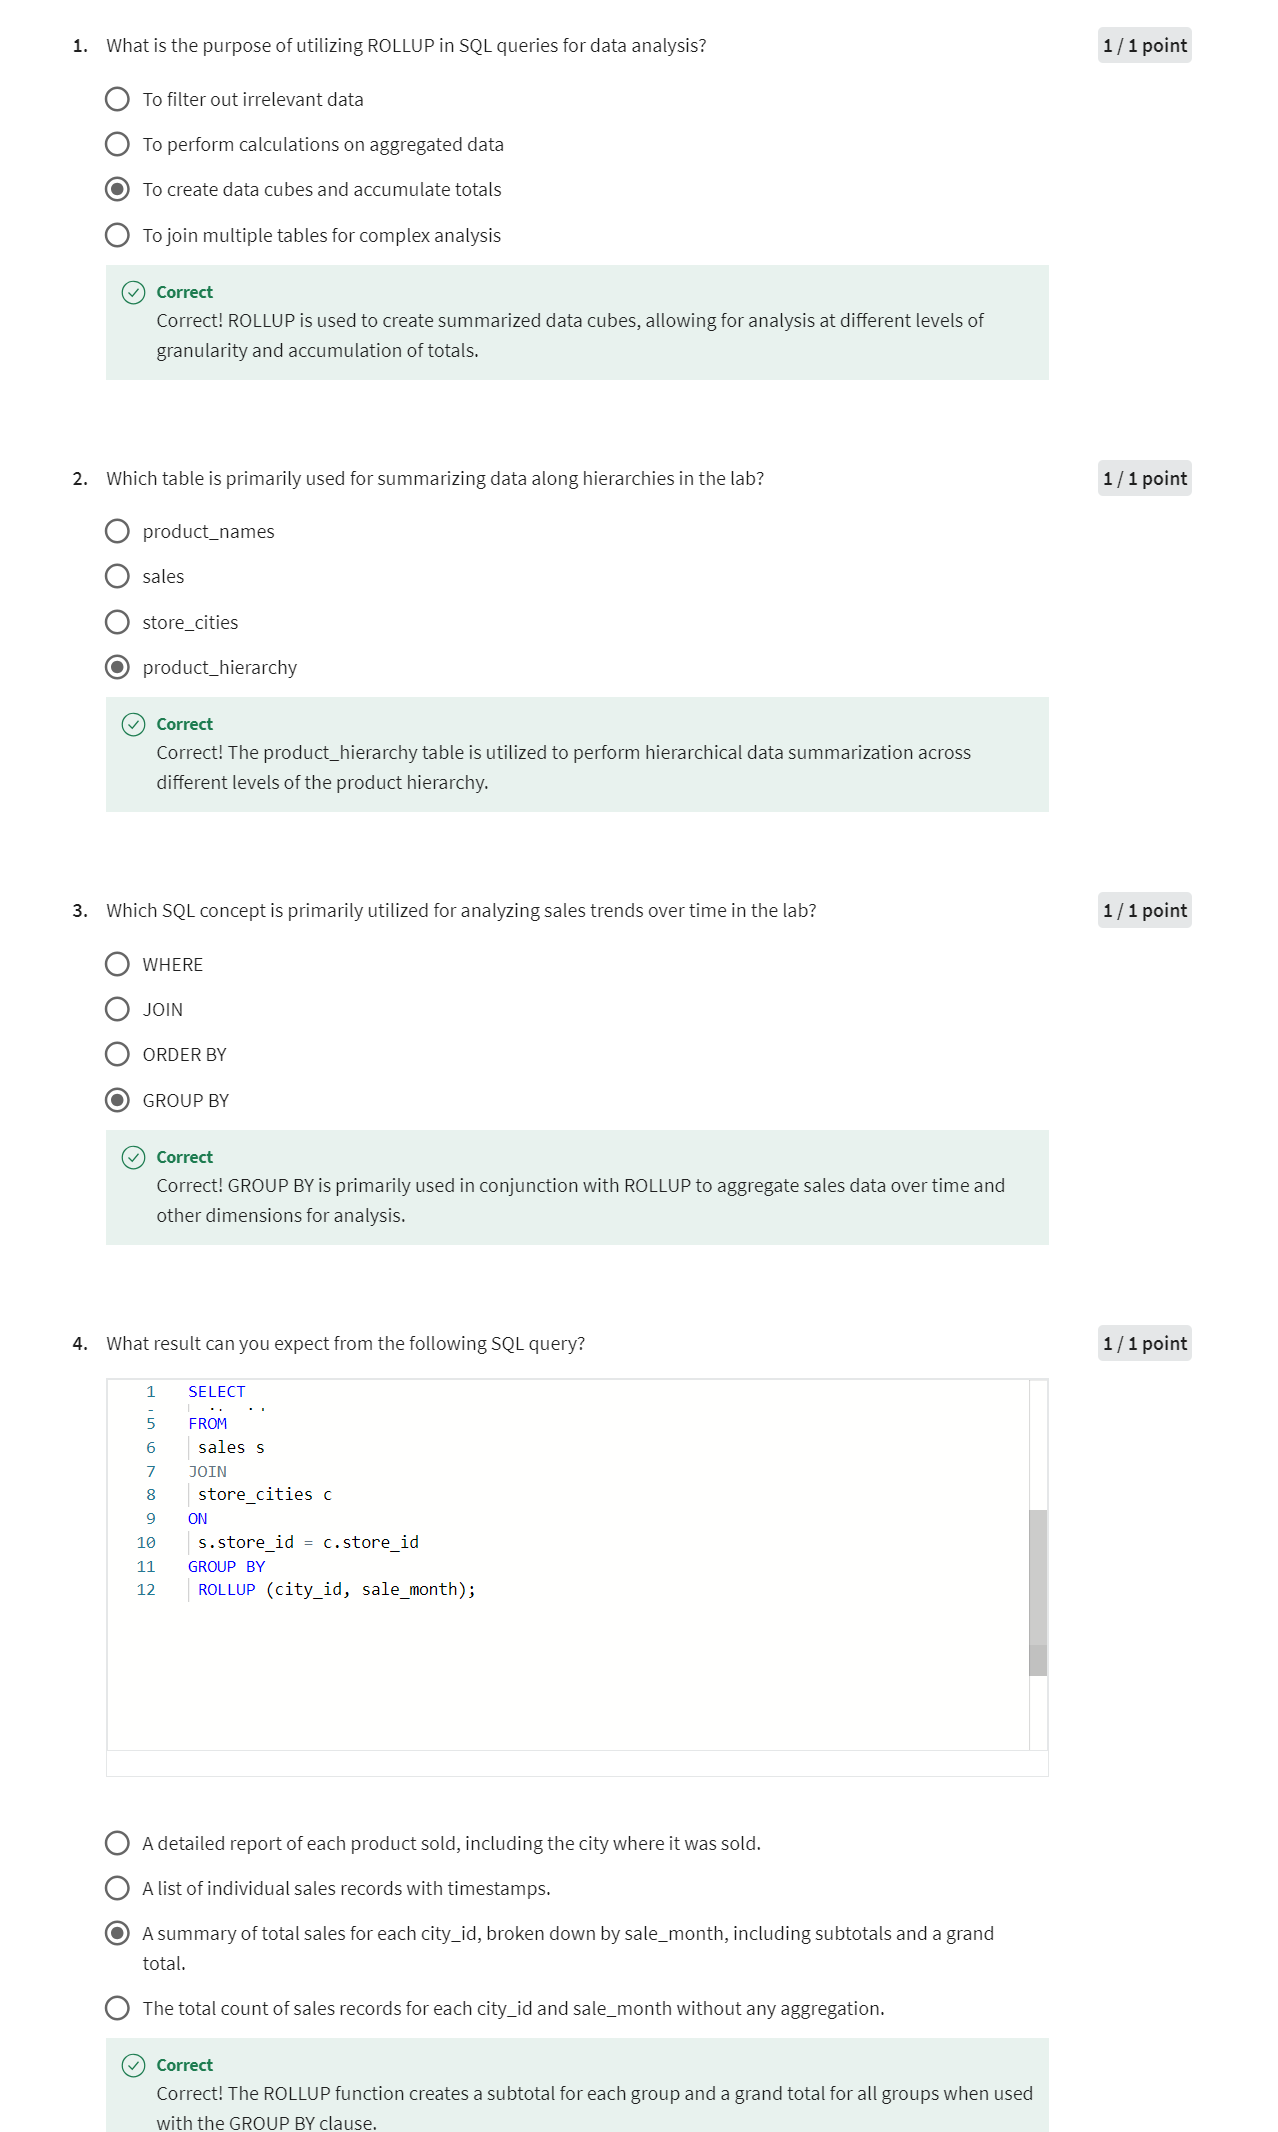 1. What is the purpose of utilizing ROLLUP in SQL queries for data analysis?
1 / 1 point
To filter out irrelevant data
To perform calculations on aggregated data
To create data cubes and accumulate totals
To join multiple tables for complex analysis
Correct
Correct! ROLLUP is used to create summarized data cubes, allowing for analysis at different levels of
granularity and accumulation of totals.
2. Which table is primarily used for summarizing data along hierarchies in the lab?
1 / 1 point
product_names
sales
store_cities
product_hierarchy
Correct
Correct! The product_hierarchy table is utilized to perform hierarchical data summarization across
different levels of the product hierarchy.
3. Which SQL concept is primarily utilized for analyzing sales trends over time in the lab?
1 / 1 point
WHERE
JOIN
ORDER BY
GROUP BY
Correct
Correct! GROUP BY is primarily used in conjunction with ROLLUP to aggregate sales data over time and
other dimensions for analysis.
4. What result can you expect from the following SQL query?
1 / 1 point
1 SELECT
5 FROM
6 sales s
7 JOIN
8 store_cities c
9 ON
10 s.store_id = c.store_id
11 GROUP BY
12 ROLLUP (city_id, sale_month);
A detailed report of each product sold, including the city where it was sold.
A list of individual sales records with timestamps.
A summary of total sales for each city_id, broken down by sale_month, including subtotals and a grand
total.
The total count of sales records for each city_id and sale_month without any aggregation.
Correct
Correct! The ROLLUP function creates a subtotal for each group and a grand total for all groups when used
with the GROUP BY clause.